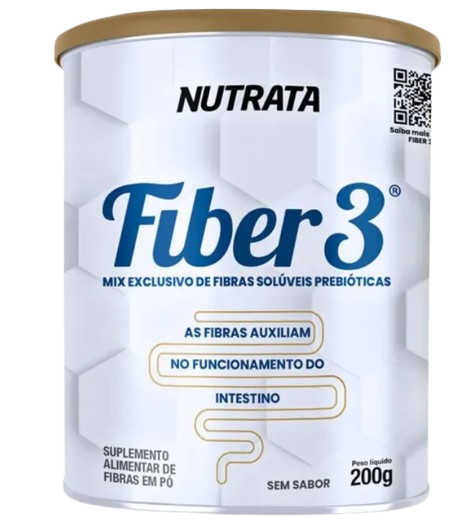 NUTRATA
Saiba mais
FIBER 3
Fiber 3®
MIX EXCLUSIVO DE FIBRAS SOLÚVEIS PREBIÓTICAS
AS FIBRAS AUXILIAM
NO FUNCIONAMENTO DO
INTESTINO
SUPLEMENTO
ALIMENTAR DE
FIBRAS EM PÓ
SEM SABOR
Peso líquido
200g